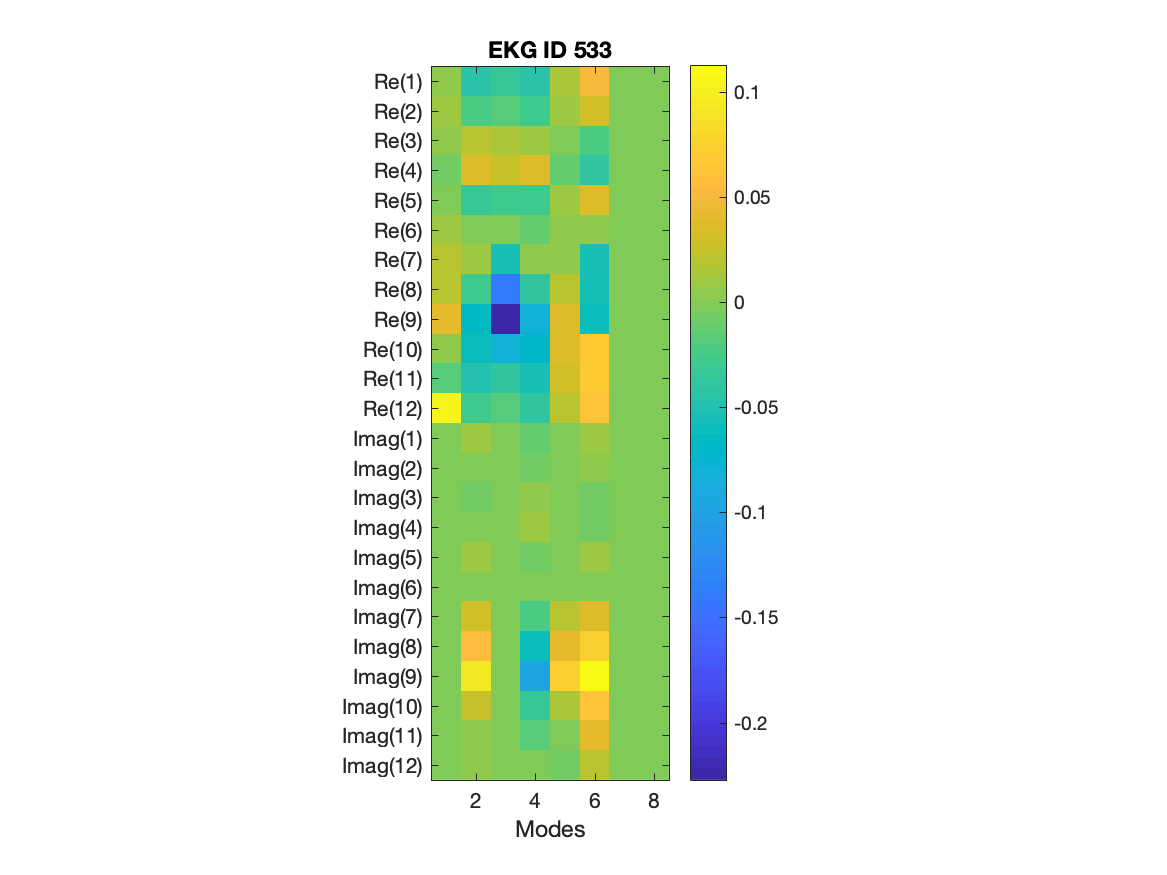 EKG ID 533
Re(1)
Re(2)
Re(3)
Re(4)
Re(5)
Re(6)
Re(7)
Re(8)
Re(9)
Re(10)
Re(11)
Re(12)
Imag(1)
Imag(2)
Imag(3)
Imag(4)
Imag(5)
Imag(6)
Imag(7)
Imag(8)
Imag(9)
Imag(10)
Imag(11)
Imag(12)
2 4 6 8
Modes
0.1
0.05
0
-0.05
-0.1
-0.15
-0.2